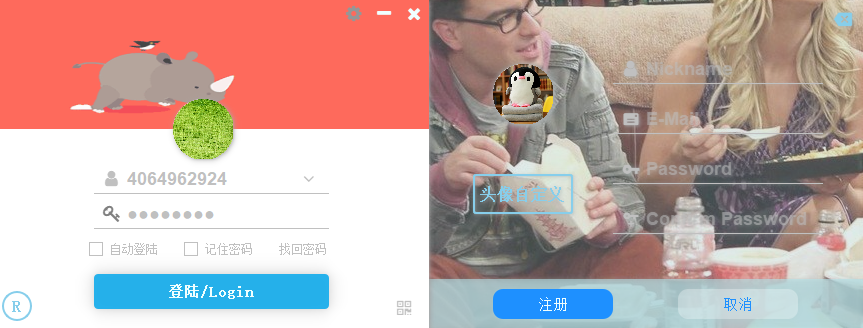 4064962924
自动登陆 记住密码 找回密码
登陆/Login
R
Nickname
E-Mail
Password
Confirm Password
头像自定义
注册 取消